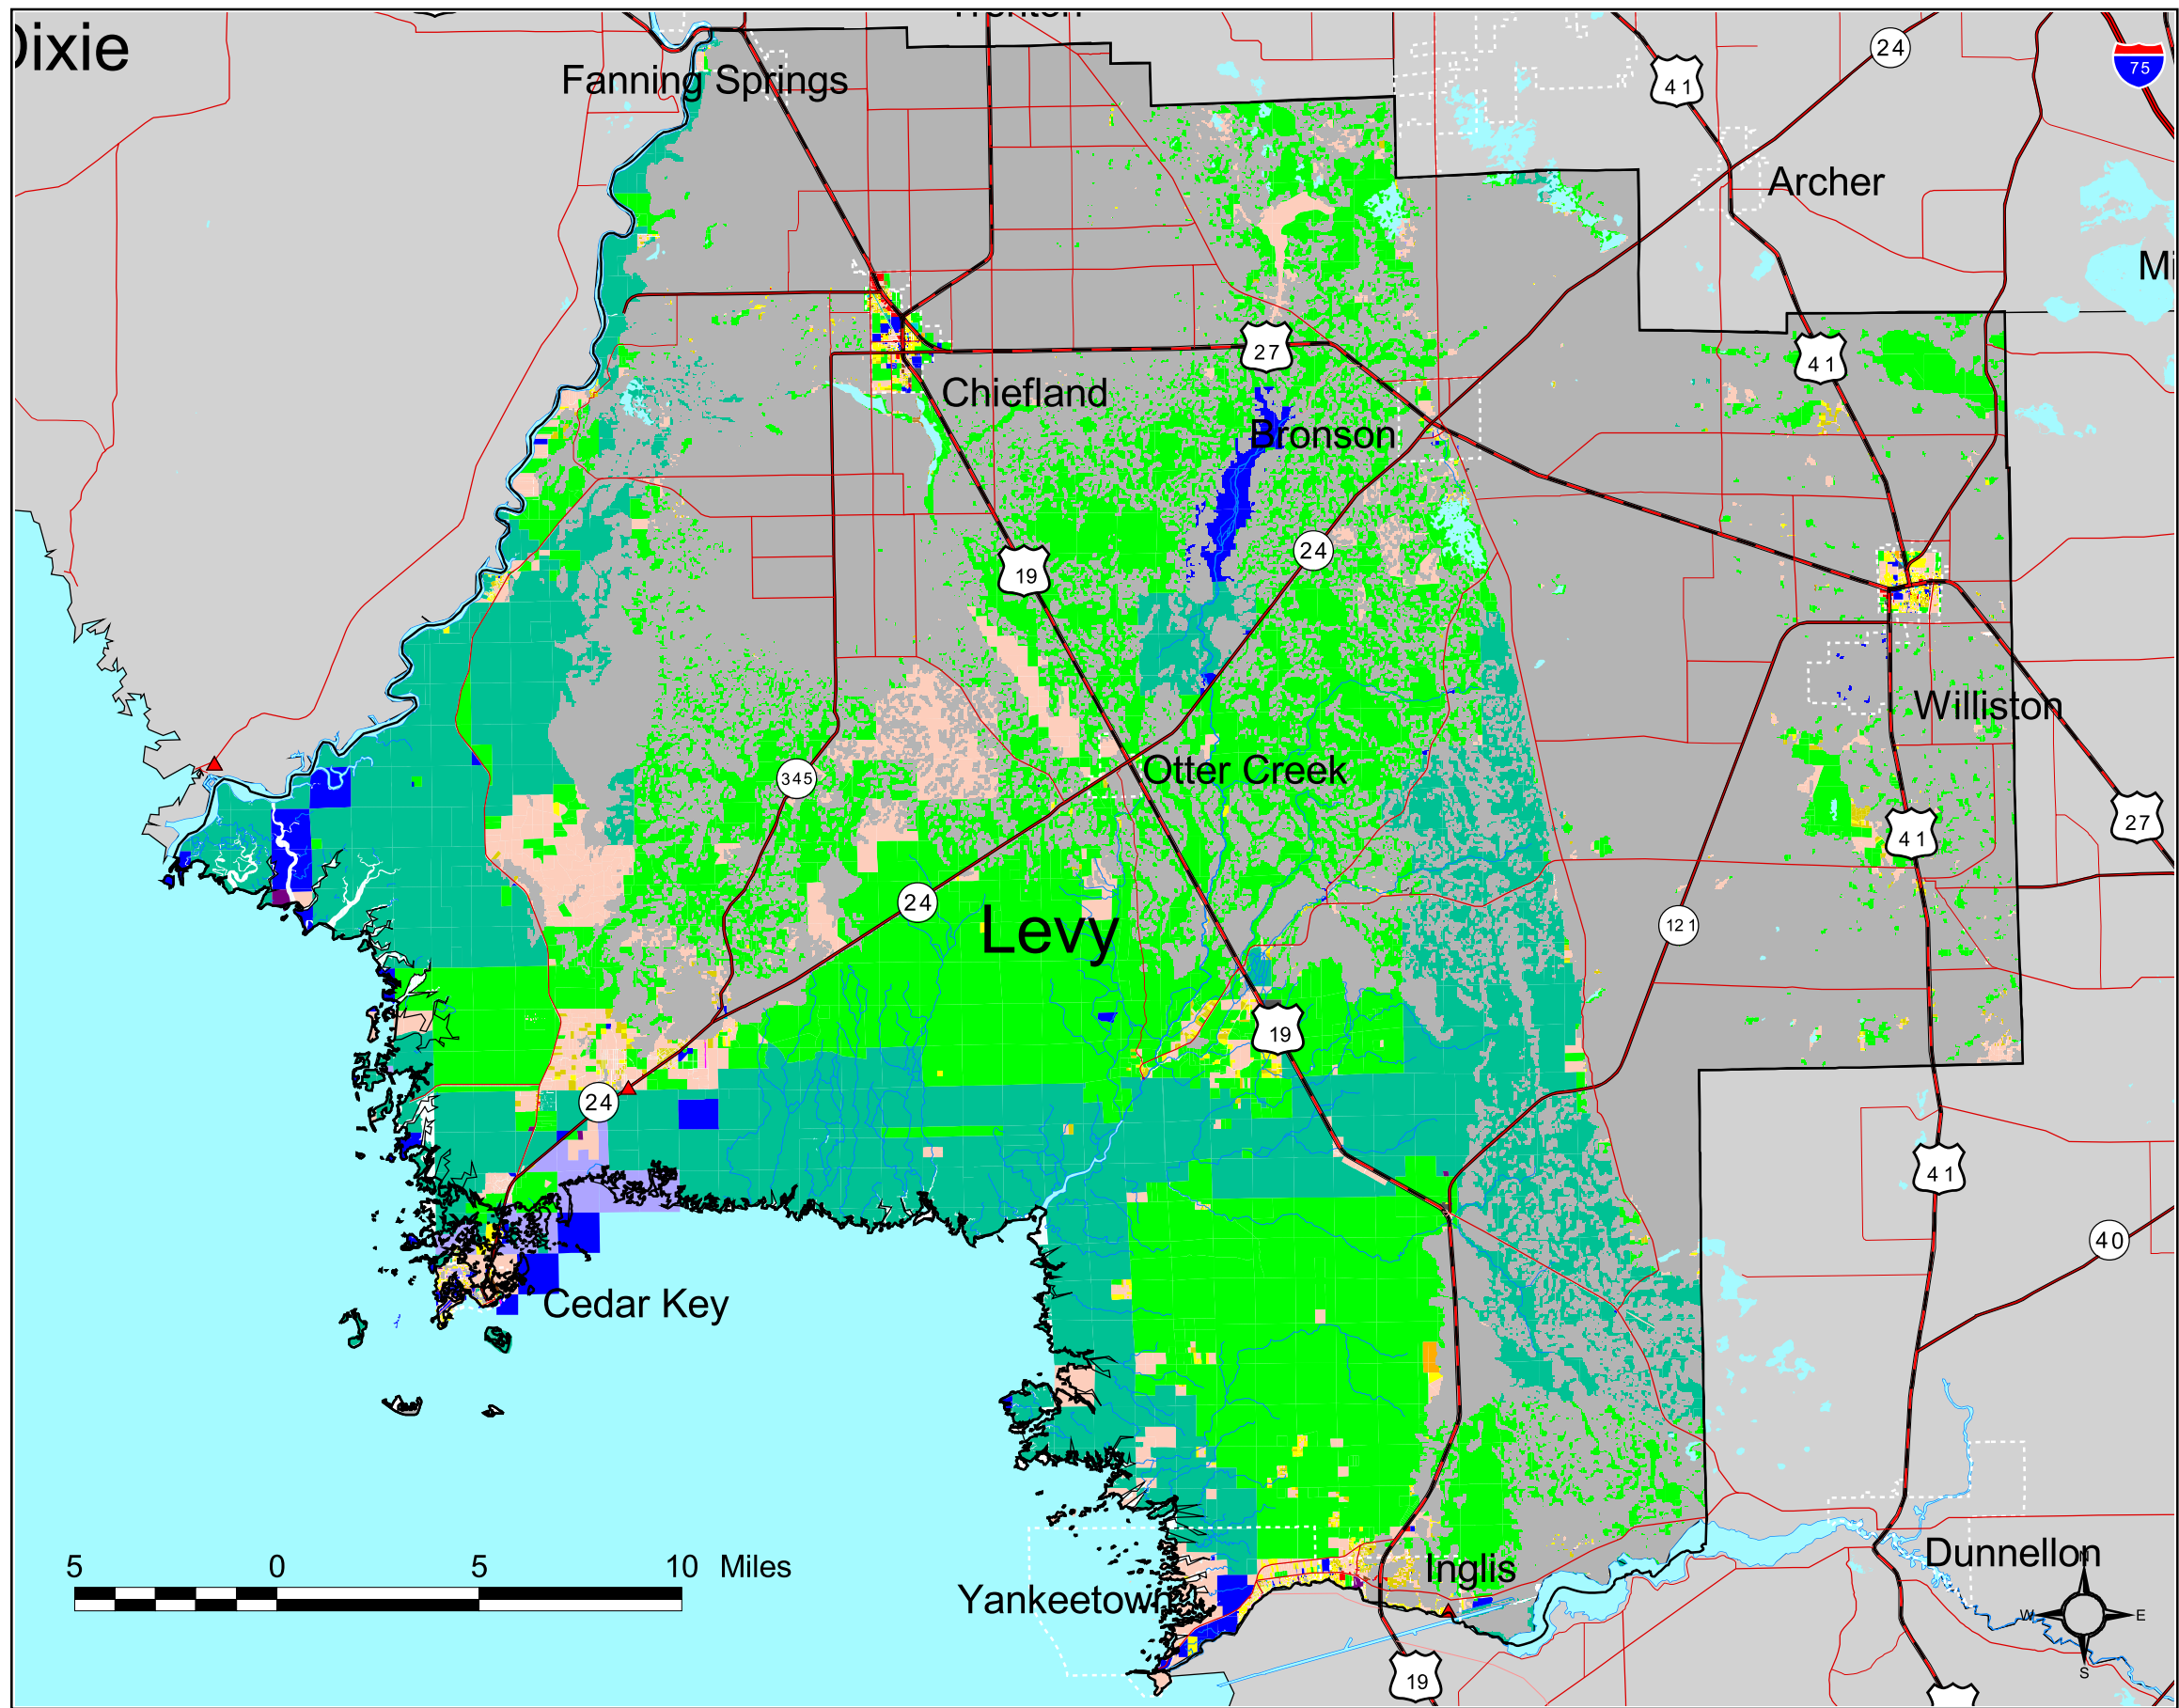 Trenton
Dixie
24
41
75
Fanning Springs
Archer
Mi
27
41
Chiefland
Bronson
24
19
Williston
345
Otter Creek
27
41
24
Levy
121
19
24
41
40
Cedar Key
Dunnellon
N
5 0 5 10 Miles
Inglis
Yankeetown
W E
S
19